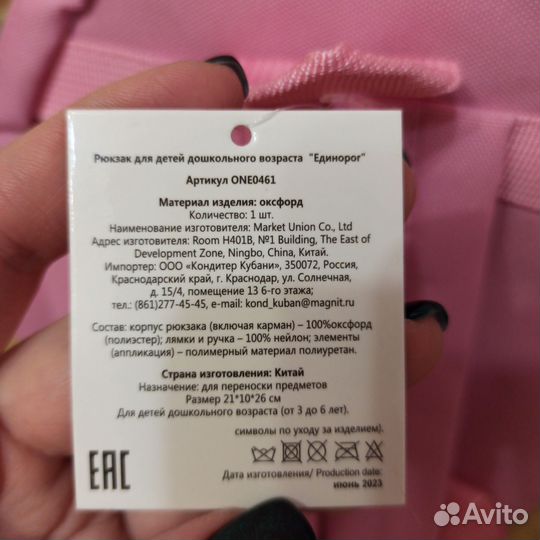 Рюкзак для детей дошкольного возраста "Единорог"
Артикул ONE0461
Материал изделия: оксфорд
Количество: 1 шт.
Наименование изготовителя: Market Union Co., Ltd
Адрес изготовителя: Room H401B, №1 Building, The East of
Development Zone, Ningbo, China, Китай.
Импортер: ООО «Кондитер Кубани», 350072, Россия,
Краснодарский край, г. Краснодар, ул. Солнечная,
д. 15/4, помещение 13 6-го этажа;
тел.: (861)277-45-45, e-mail: kond_kuban@magnit.ru
Состав: корпус рюкзака (включая карман) – 100%оксфорд
(полиэстер); лямки и ручка – 100% нейлон; элементы
(аппликация) – полимерный материал полиуретан.
Страна изготовления: Китай
Назначение: для переноски предметов
Размер 21*10*26 см
Для детей дошкольного возраста (от 3 до 6 лет).
символы по уходу за изделием).
EAC
Дата изготовления/ Production date:
июнь 2023
Avito